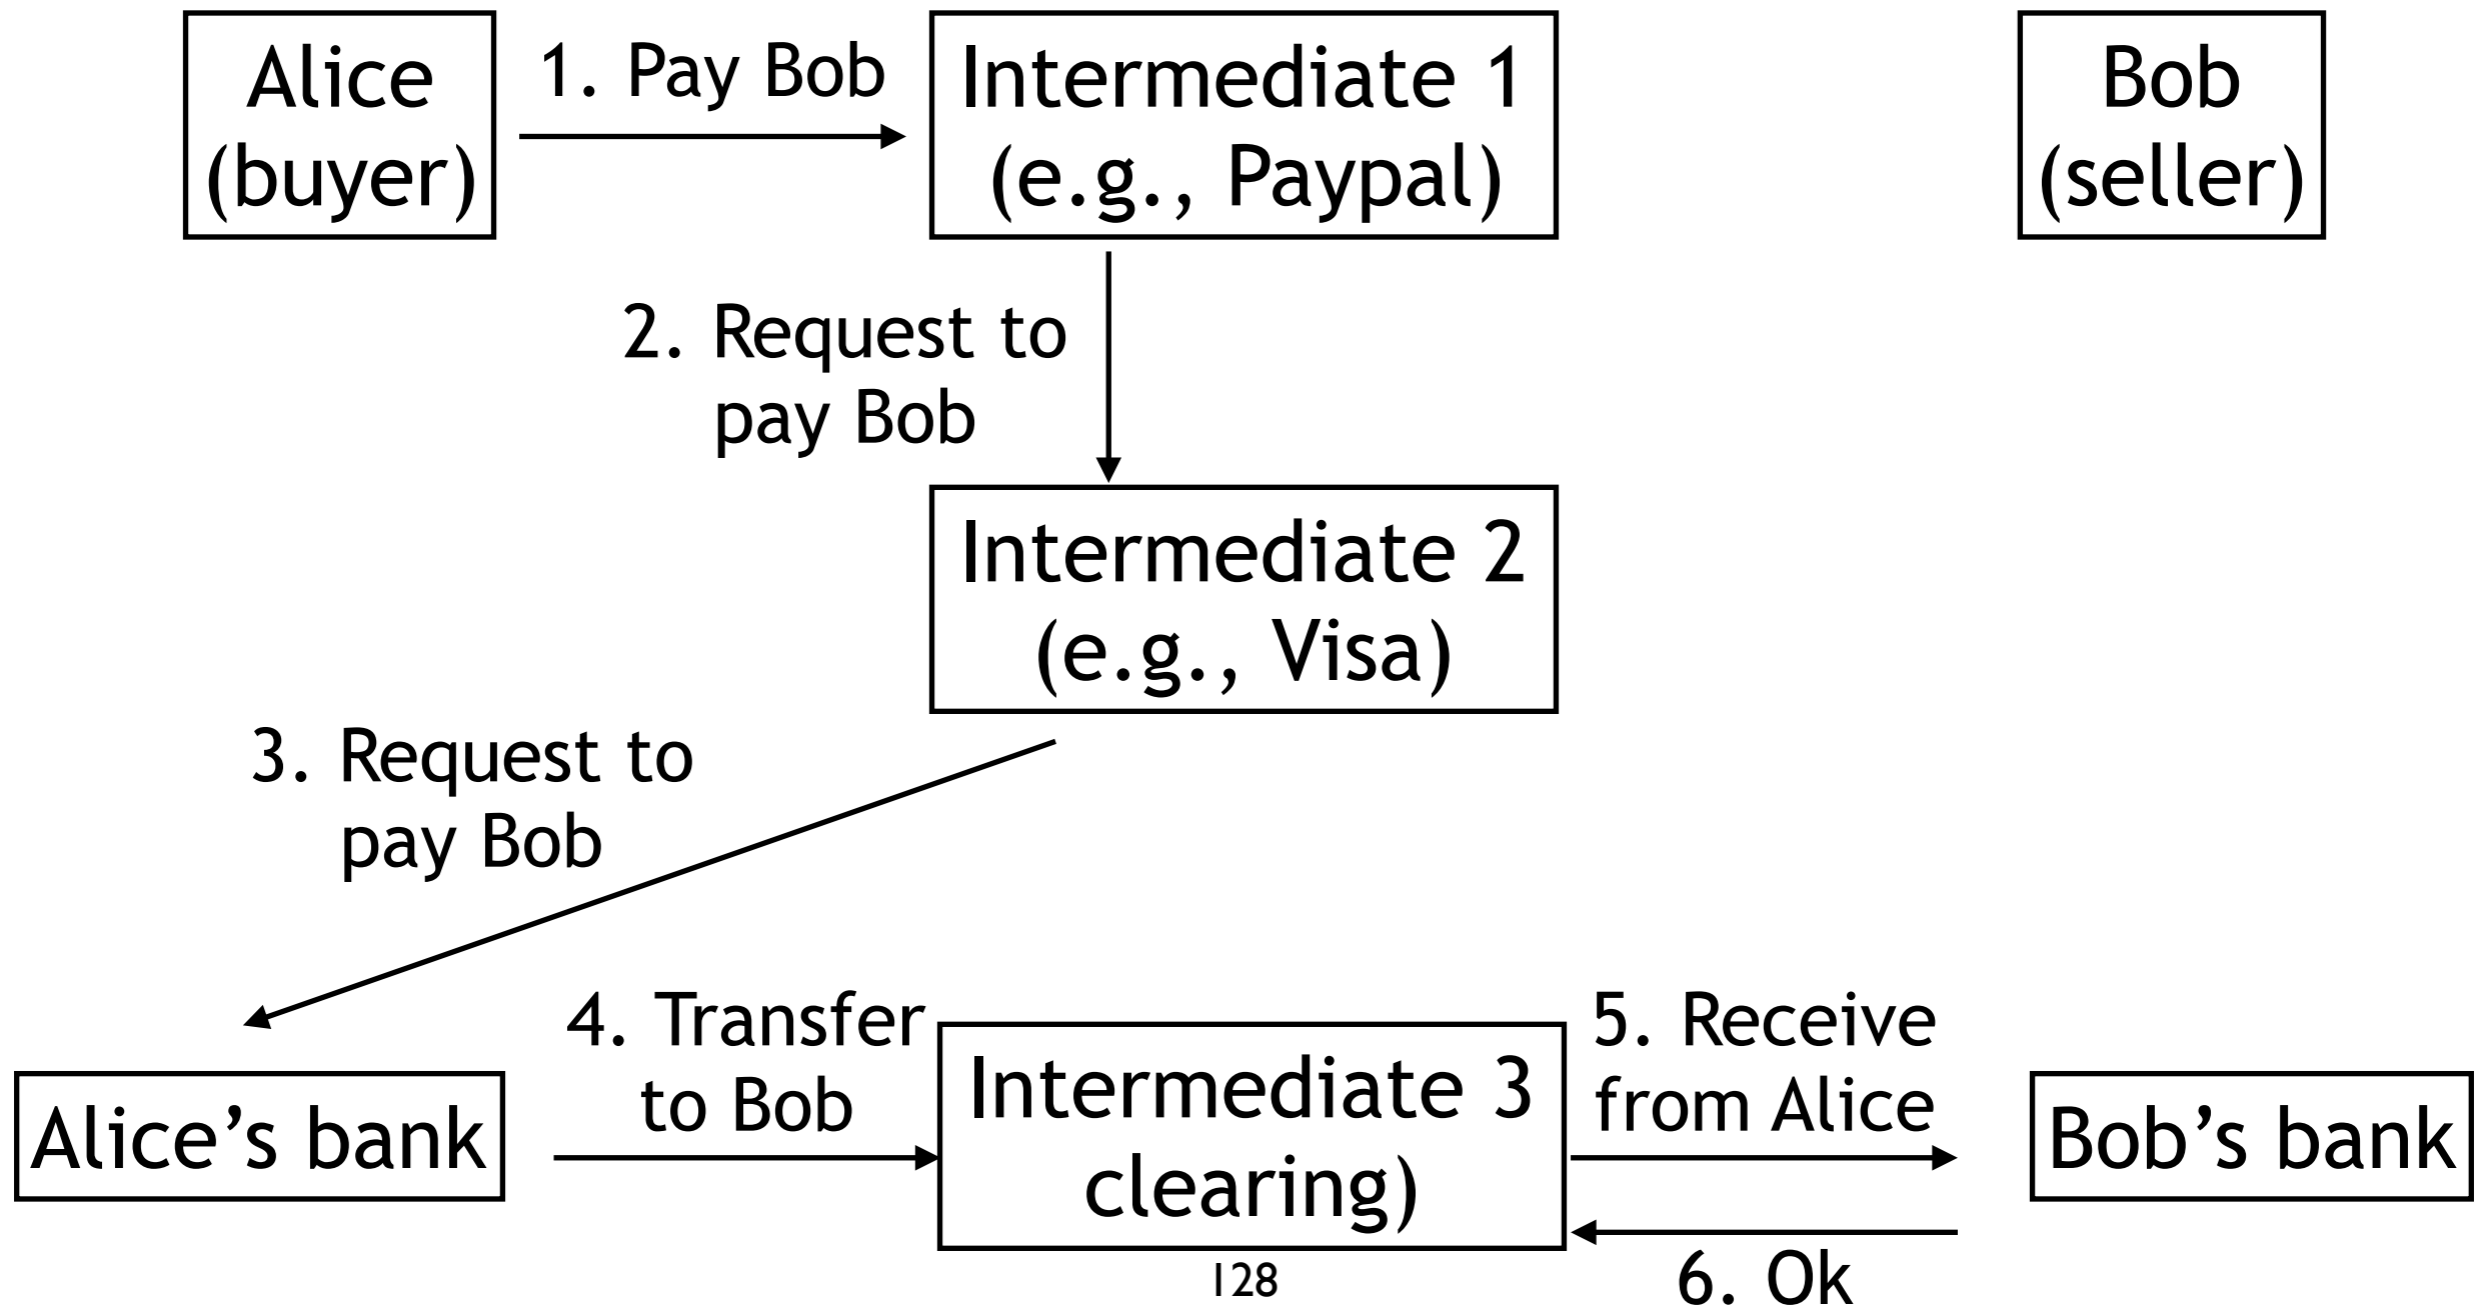 Alice
(buyer)
1. Pay Bob
Intermediate 1
(e.g., Paypal)
Bob
(seller)
2. Request to
pay Bob
Intermediate 2
(e.g., Visa)
3. Request to
pay Bob
Alice’s bank
4. Transfer
to Bob
Intermediate 3
clearing)
5. Receive
from Alice
Bob’s bank
6. Ok
128